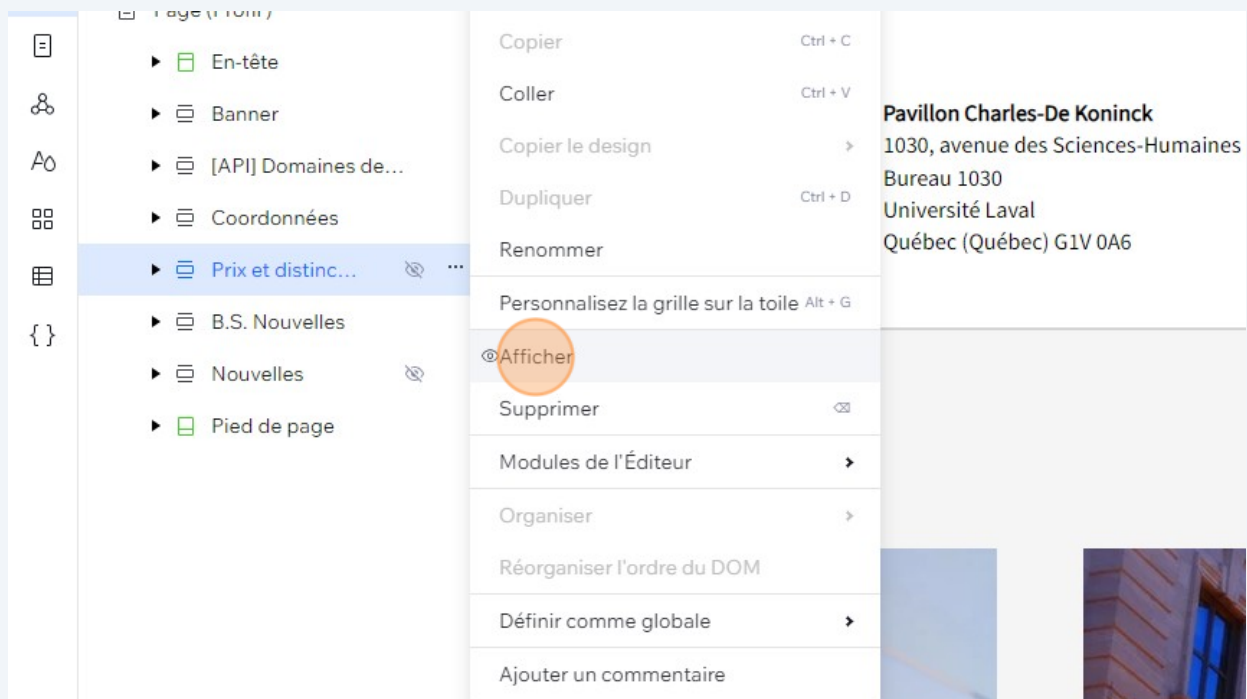 Page (Profil)
En-tête
Banner
[API] Domaines de...
Coordonnées
Prix et distinc...
B.S. Nouvelles
Nouvelles
Pied de page
Copier Ctrl + C
Coller Ctrl + V
Copier le design
Dupliquer Ctrl + D
Renommer
Personnalisez la grille sur la toile Alt + G
Afficher
Supprimer
Modules de l'Éditeur
Organiser
Réorganiser l'ordre du DOM
Définir comme globale
Ajouter un commentaire
Pavillon Charles-De Koninck
1030, avenue des Sciences-Humaines
Bureau 1030
Université Laval
Québec (Québec) G1V 0A6